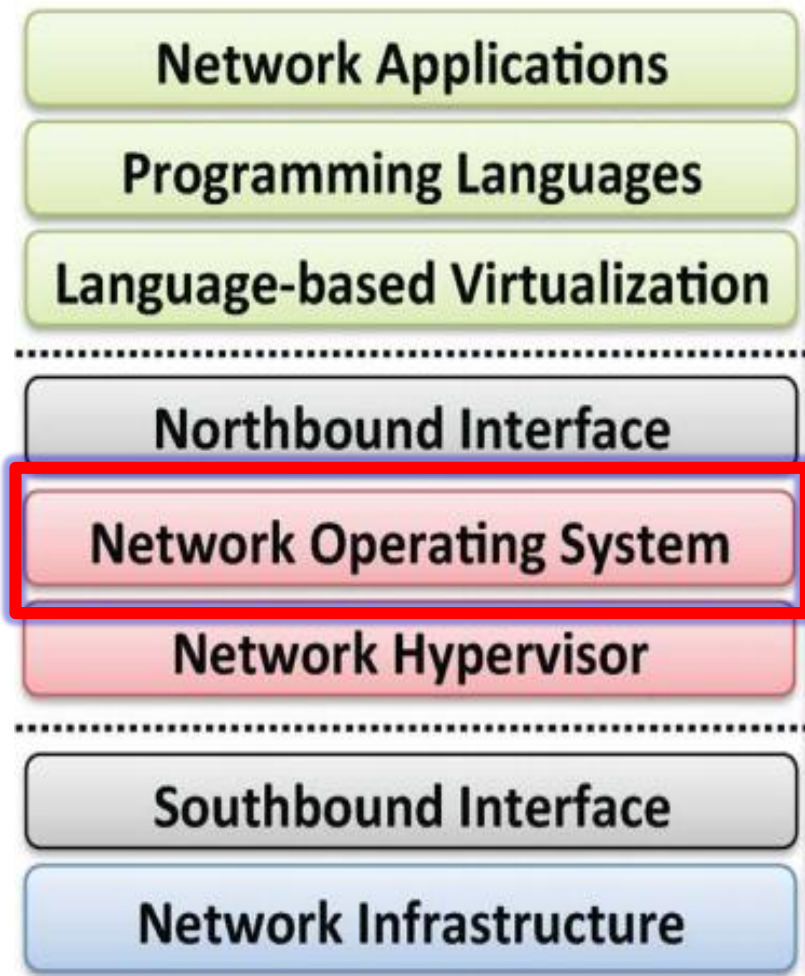 Network Applications
Programming Languages
Language-based Virtualization
Northbound Interface
Network Operating System
Network Hypervisor
Southbound Interface
Network Infrastructure